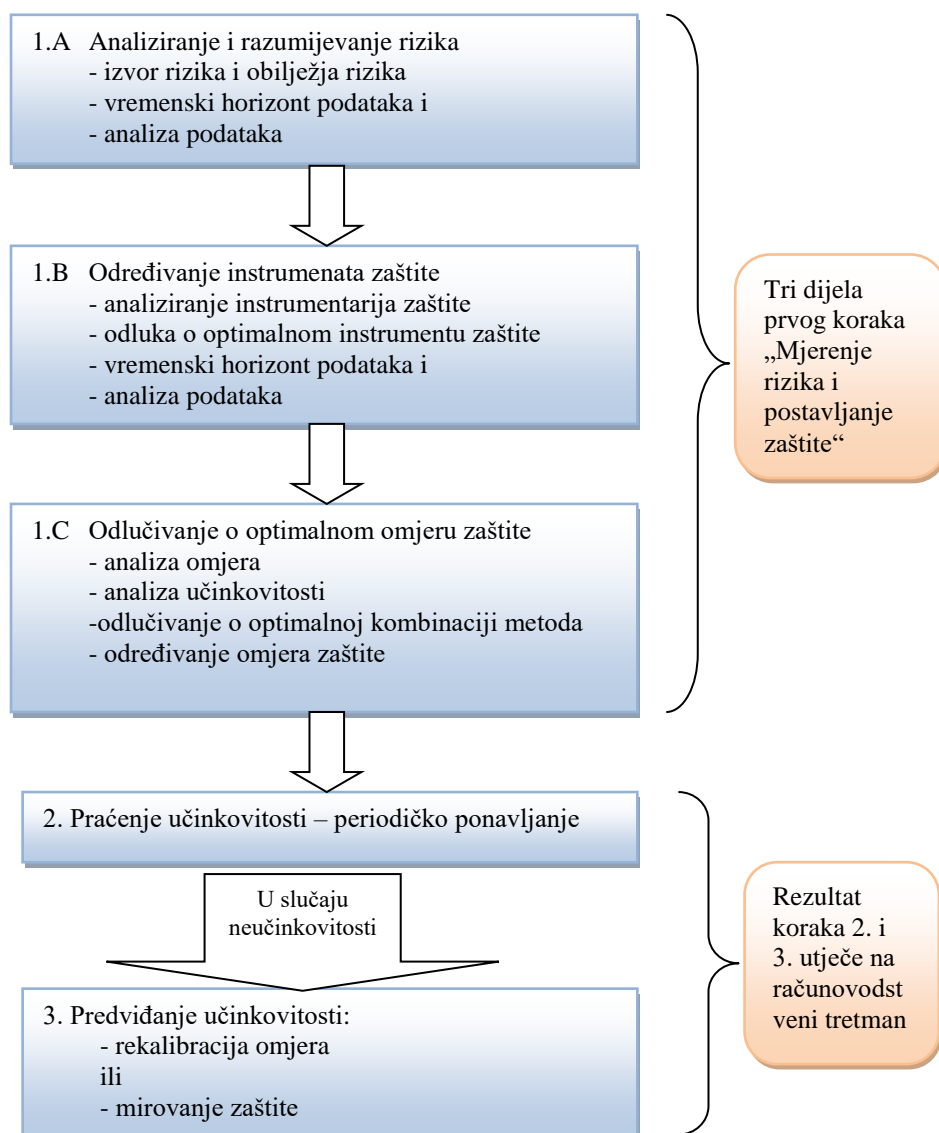 1.A Analiziranje i razumijevanje rizika
- izvor rizika i obilježja rizika
- vremenski horizont podataka i
- analiza podataka
1.B Određivanje instrumenata zaštite
- analiziranje instrumentarija zaštite
- odluka o optimalnom instrumentu zaštite
- vremenski horizont podataka i
- analiza podataka
1.C Odlučivanje o optimalnom omjeru zaštite
- analiza omjera
- analiza učinkovitosti
-odlučivanje o optimalnoj kombinaciji metoda
- određivanje omjera zaštite
Tri dijela
prvog koraka
„Mjerenje
rizika i
postavljanje
zaštite“
2. Praćenje učinkovitosti – periodičko ponavljanje
U slučaju
neučinkovitosti
3. Predviđanje učinkovitosti:
- rekalibracija omjera
ili
- mirovanje zaštite
Rezultat
koraka 2. i
3. utječe na
računovodst
veni tretman